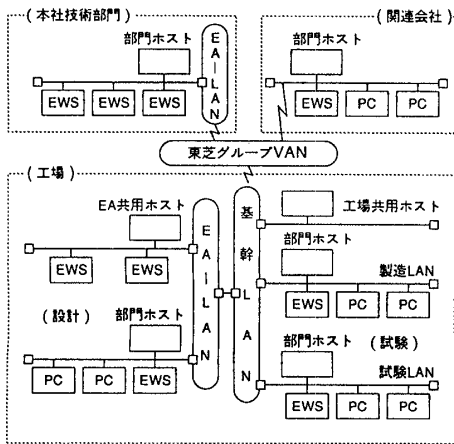 (本社技術部門)
部門ホスト
EWS
EWS
EWS
EA-LAN
(関連会社)
部門ホスト
EWS
PC
PC
東芝グループVAN
(工場)
EA共用ホスト
EWS
EWS
(設計)
部門ホスト
PC
PC
EWS
EA-LAN
基幹LAN
工場共用ホスト
部門ホスト
製造LAN
EWS
PC
PC
部門ホスト
(試験)
試験LAN
EWS
PC
PC